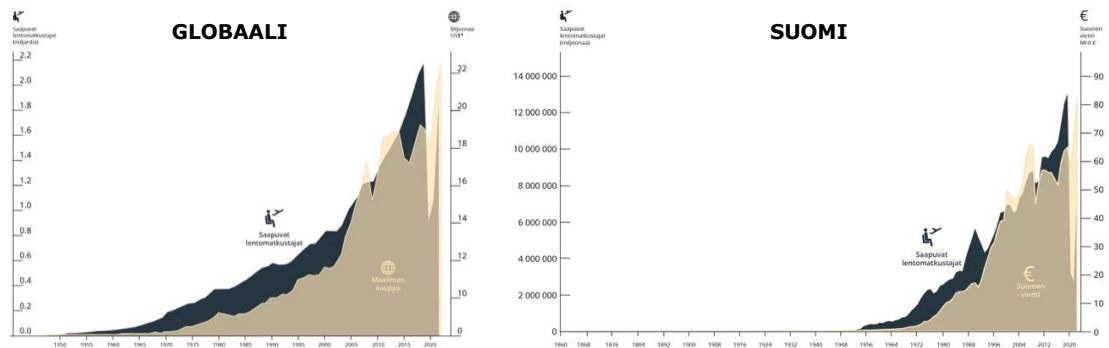 GLOBAALI
Saapuvat
lentomatkustajat
(miljardia)
Biljoonaa
US$*
2.2
2.0
1.8
1.6
1.4
1.2
1.0
0.8
0.6
0.4
0.2
0.0
22
20
18
16
14
12
10
0
Saapuvat
lentomatkustajat
Maailman
kauppa
1950 1955 1960 1965 1970 1975 1980 1985 1990 1995 2000 2005 2010 2015 2020
SUOMI
Saapuvat
lentomatkustajat
(miljoonaa)
€
Suomen
vienti
Mrd €
14 000 000
12 000 000
10 000 000
8 000 000
6 000 000
4 000 000
2 000 000
0
90
80
70
60
50
40
30
20
10
0
Saapuvat
lentomatkustajat
€
Suomen
vienti
1860 1868 1876 1884 1892 1900 1908 1916 1924 1932 1940 1948 1956 1964 1972 1980 1988 1996 2004 2012 2020